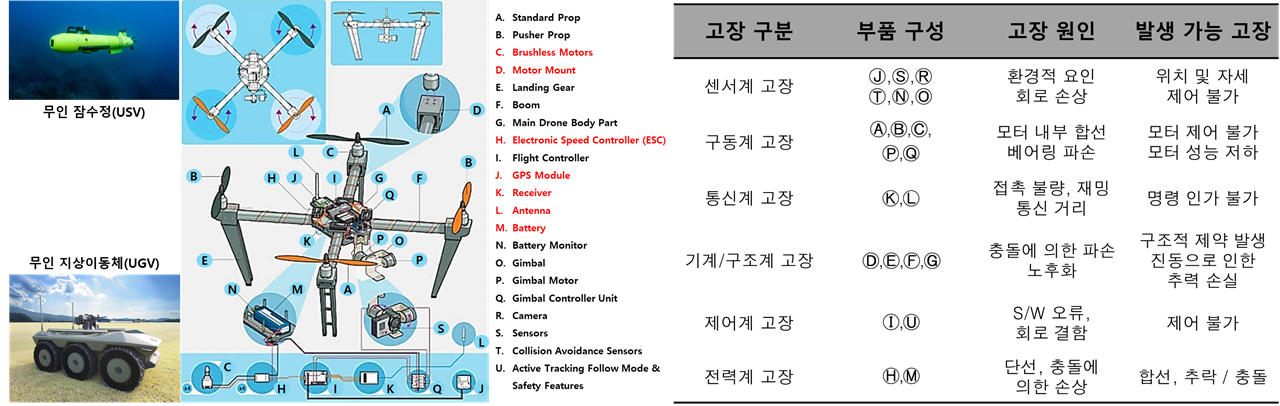 무인 잠수정(USV)
무인 지상이동체(UGV)
A
B
B
C
D
E
F
G
H
I
J
K
L
M
N
O
P
P
Q
A
S
L
C
x4
H
x4
I
K
Q
J
A. Standard Prop
B. Pusher Prop
C. Brushless Motors
D. Motor Mount
E. Landing Gear
F. Boom
G. Main Drone Body Part
H. Electronic Speed Controller (ESC)
I. Flight Controller
J. GPS Module
K. Receiver
L. Antenna
M. Battery
N. Battery Monitor
O. Gimbal
P. Gimbal Motor
Q. Gimbal Controller Unit
R. Camera
S. Sensors
T. Collision Avoidance Sensors
U. Active Tracking Follow Mode &
Safety Features
고장 구분 부품 구성 고장 원인 발생 가능 고장
센서계 고장 Ⓙ,Ⓢ,Ⓡ 환경적 요인 위치 및 자세
Ⓣ,Ⓝ,Ⓞ 회로 손상 제어 불가
구동계 고장 Ⓐ,Ⓑ,Ⓒ, 모터 내부 합선 모터 제어 불가
Ⓟ,Ⓠ 베어링 파손 모터 성능 저하
통신계 고장 Ⓚ,Ⓛ 접촉 불량, 재밍 명령 인가 불가
통신 거리
기계/구조계 고장 Ⓓ,Ⓔ,Ⓕ,Ⓖ 충돌에 의한 파손 구조적 제약 발생
노후화 진동으로 인한
추력 손실
제어계 고장 Ⓘ,Ⓤ S/W 오류, 제어 불가
회로 결함
전력계 고장 Ⓗ,Ⓜ 단선, 충돌에 합선, 추락 / 충돌
의한 손상